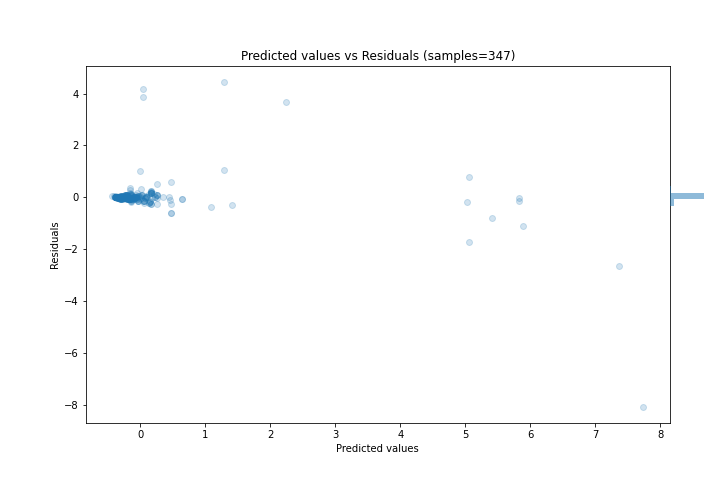 Predicted values vs Residuals (samples=347)
4
2
0
−2
−4
−6
−8
Residuals
0 1 2 3 4 5 6 7 8
Predicted values